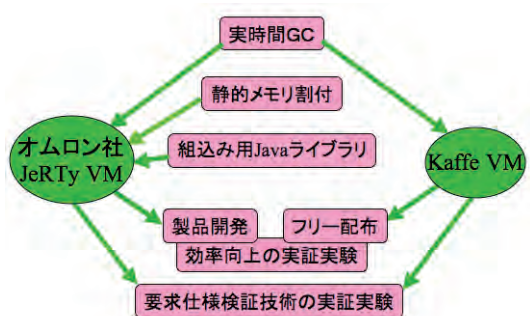 実時間GC
静的メモリ割付
オムロン社
JeRTy VM
組込み用Javaライブラリ
Kaffe VM
製品開発
フリー配布
効率向上の実証実験
要求仕様検証技術の実証実験